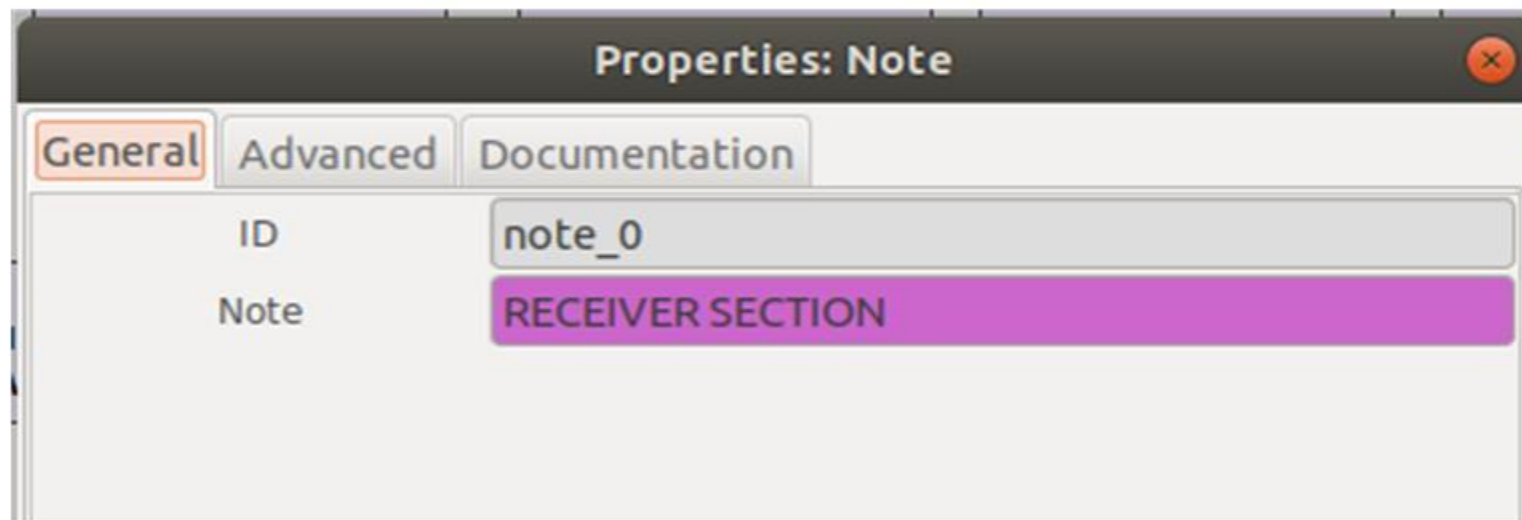 Properties: Note
General Advanced Documentation
ID note_0
Note RECEIVER SECTION